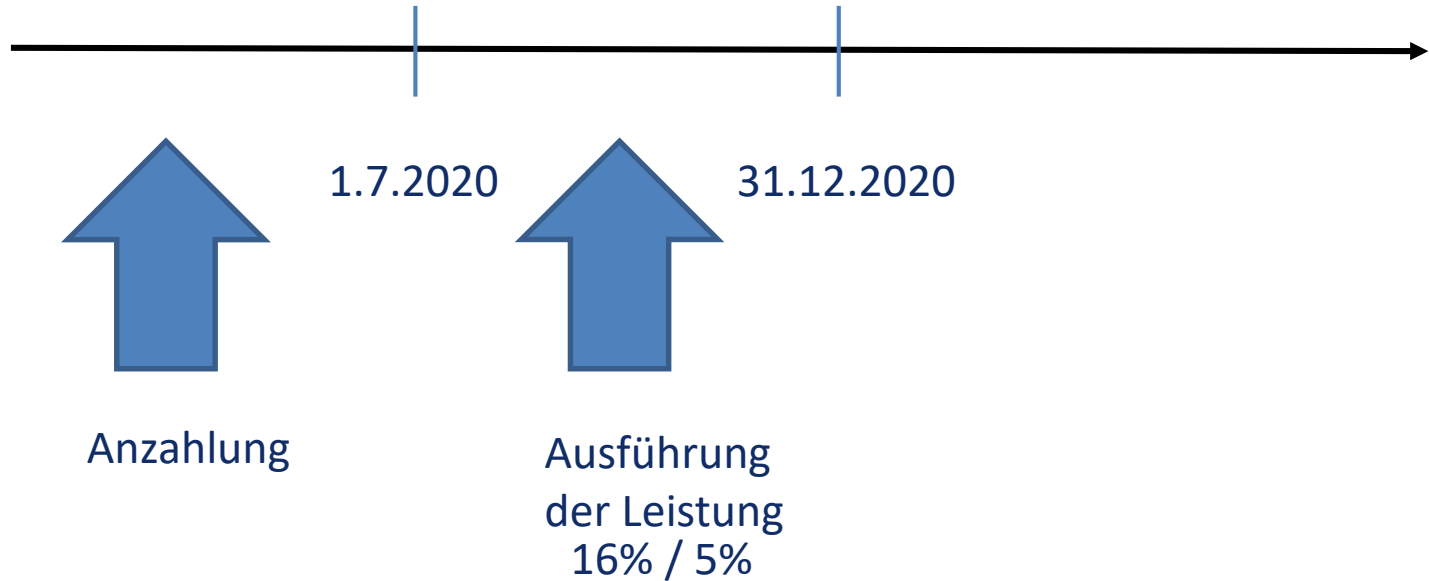 1.7.2020
31.12.2020
Anzahlung
Ausführung
der Leistung
16% / 5%